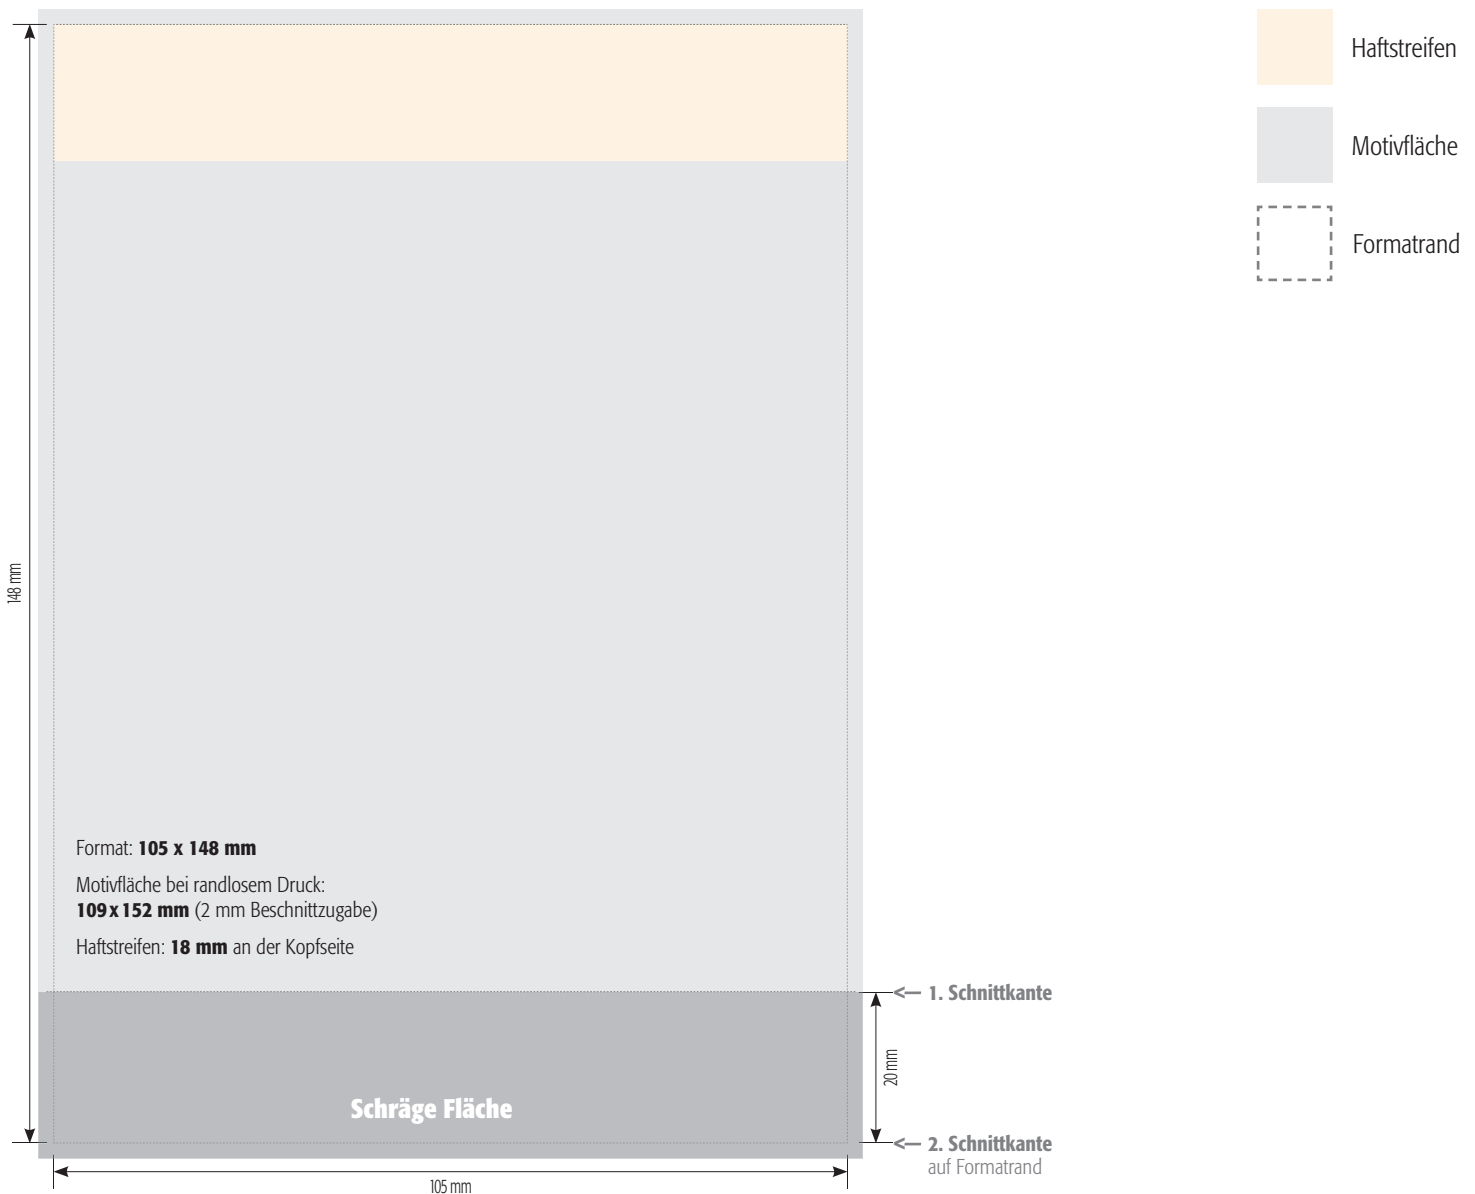 Haftstreifen
Motivfläche
Formatrand
148 mm
Format: 105 x 148 mm
Motivfläche bei randlosem Druck:
109 x 152 mm (2 mm Beschnittzugabe)
Haftstreifen: 18 mm an der Kopfseite
<— 1. Schnittkante
20 mm
Schräge Fläche
<— 2. Schnittkante
auf Formatrand
105 mm